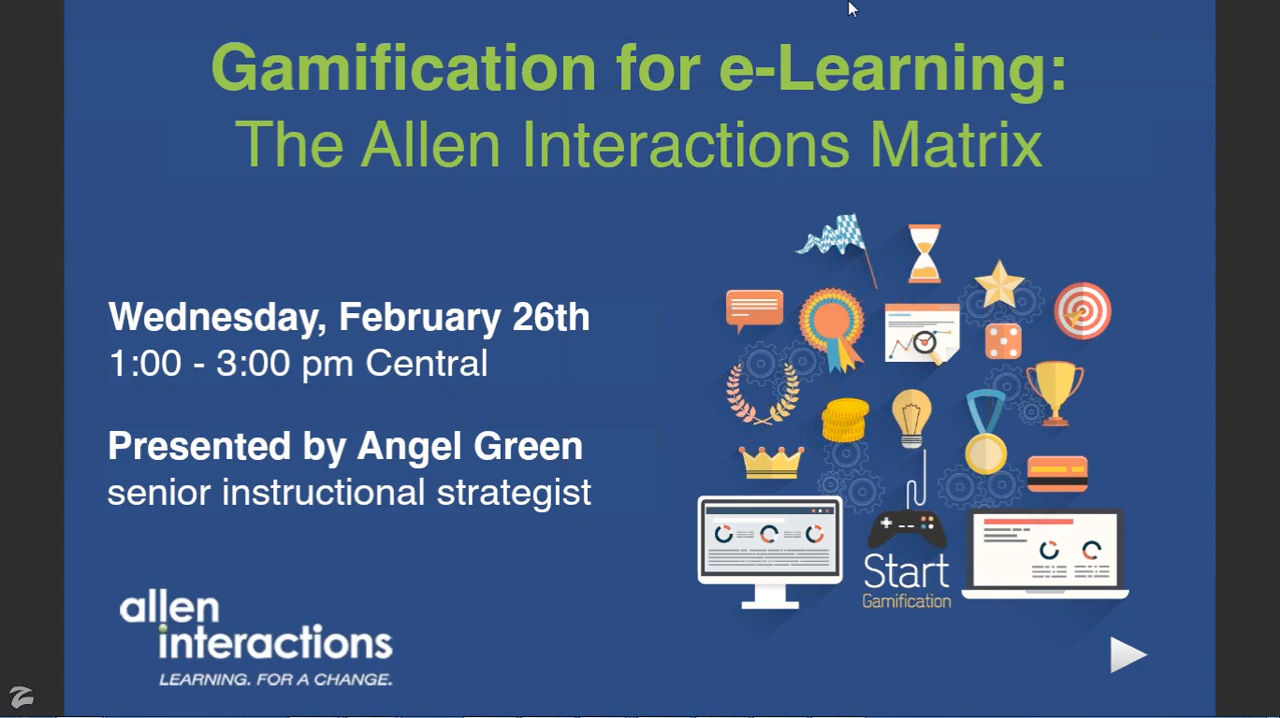 Gamification for e-Learning:
The Allen Interactions Matrix
Wednesday, February 26th
1:00 - 3:00 pm Central
Presented by Angel Green
senior instructional strategist
Start
Gamification
allen
interactions
LEARNING. FOR A CHANGE.